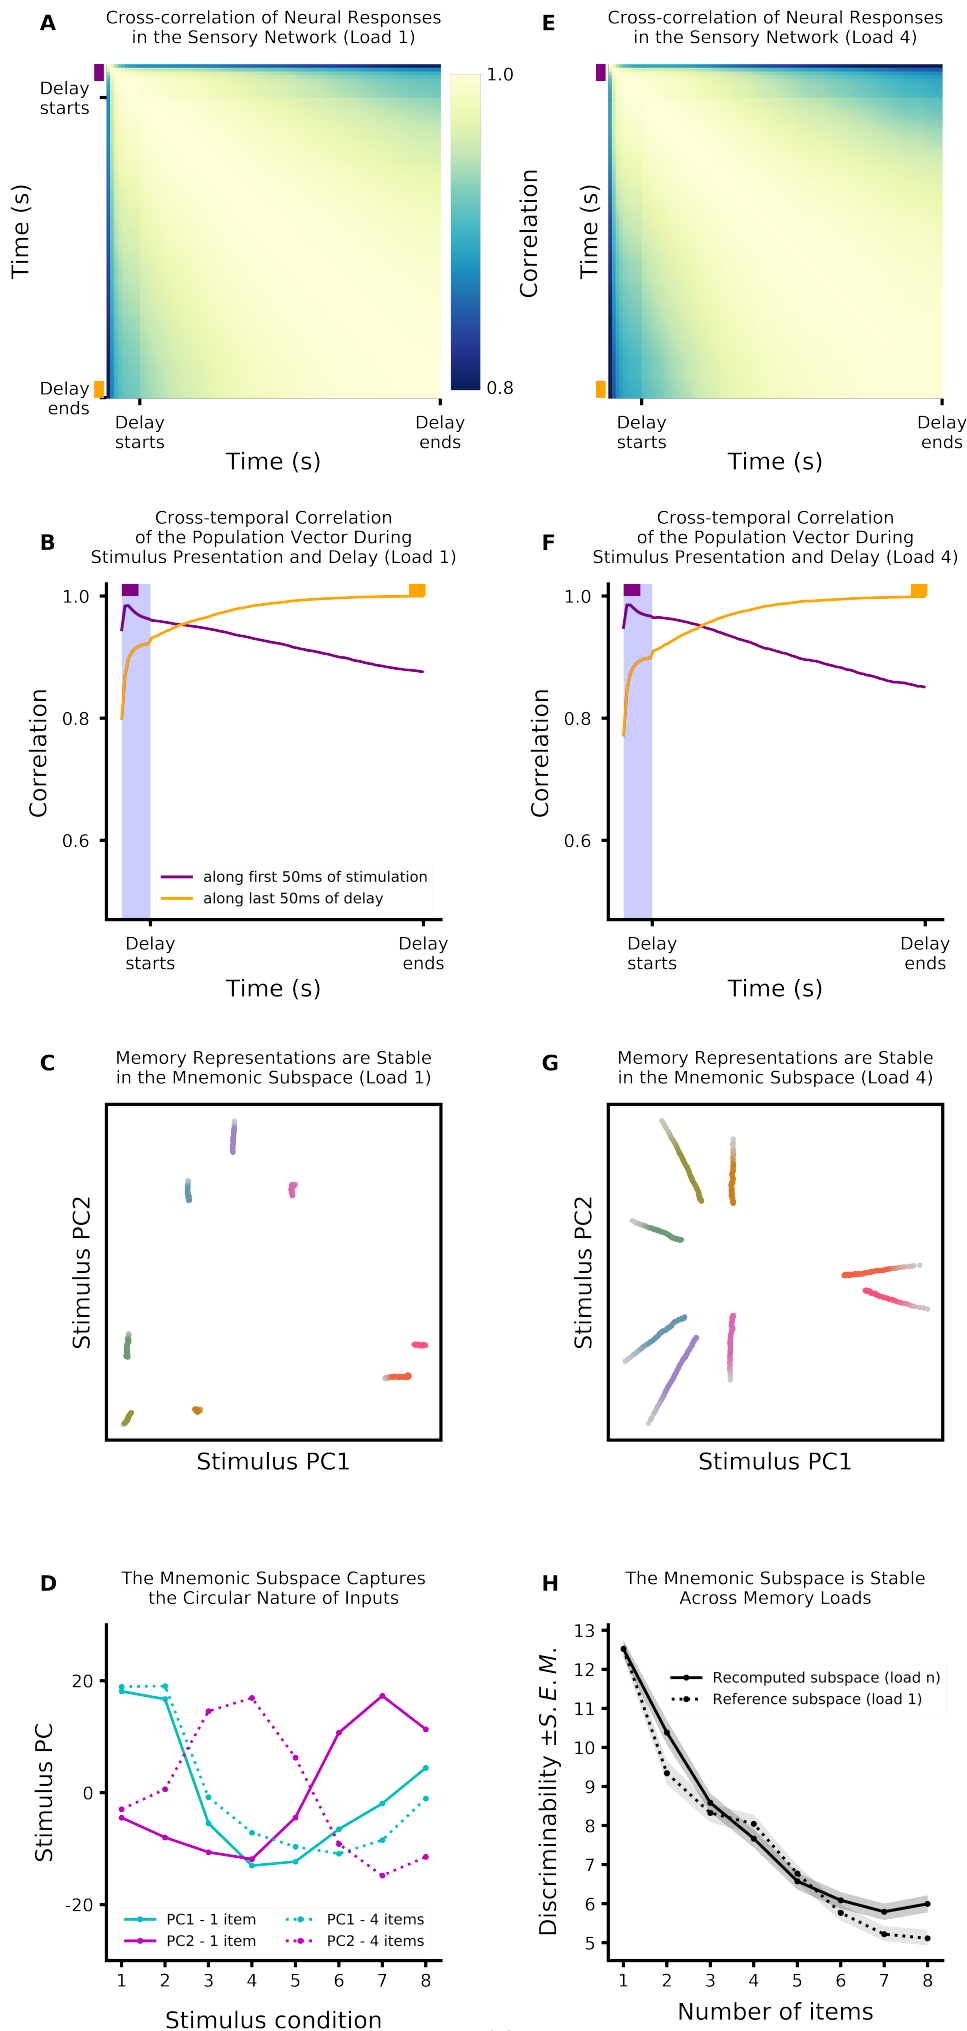 A
Cross-correlation of Neural Responses
in the Sensory Network (Load 1)
Delay
starts
Time (s)
Delay
ends
Delay
starts
Delay
ends
Time (s)
1.0
Correlation
0.8
E
Cross-correlation of Neural Responses
in the Sensory Network (Load 4)
Time (s)
Delay
starts
Delay
ends
Time (s)
B
Cross-temporal Correlation
of the Population Vector During
Stimulus Presentation and Delay (Load 1)
1.0
0.8
0.6
Correlation
along first 50ms of stimulation
along last 50ms of delay
Delay
starts
Delay
ends
Time (s)
F
Cross-temporal Correlation
of the Population Vector During
Stimulus Presentation and Delay (Load 4)
1.0
0.8
0.6
Correlation
Delay
starts
Delay
ends
Time (s)
C
Memory Representations are Stable
in the Mnemonic Subspace (Load 1)
Stimulus PC2
Stimulus PC1
G
Memory Representations are Stable
in the Mnemonic Subspace (Load 4)
Stimulus PC2
Stimulus PC1
D
The Mnemonic Subspace Captures
the Circular Nature of Inputs
20
0
-20
Stimulus PC
PC1 - 1 item
PC2 - 1 item
PC1 - 4 items
PC2 - 4 items
1 2 3 4 5 6 7 8
Stimulus condition
H
The Mnemonic Subspace is Stable
Across Memory Loads
13
12
11
10
9
8
7
6
5
Discriminability ±S.E.M.
Recomputed subspace (load n)
Reference subspace (load 1)
1 2 3 4 5 6 7 8
Number of items